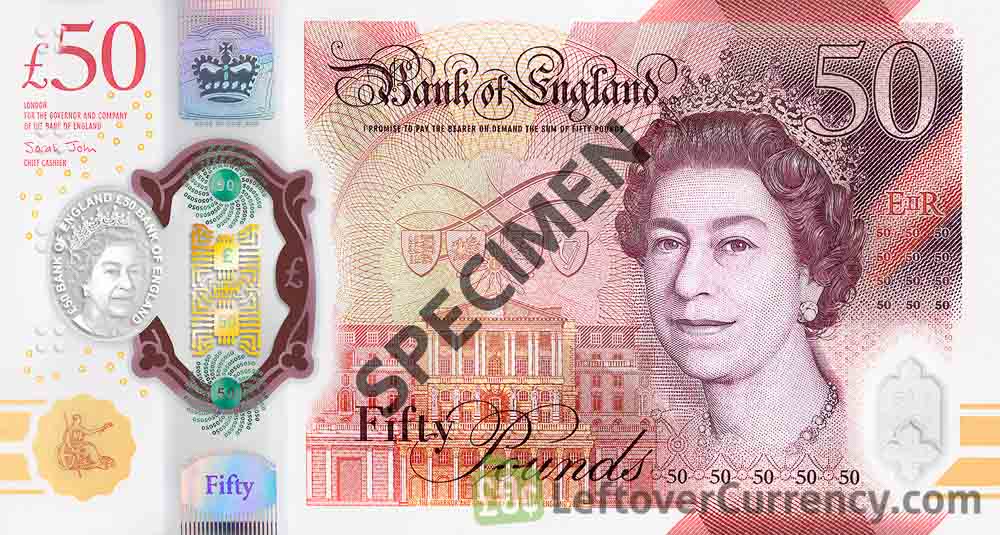 £50
LONDON
FOR THE GOVERNOR AND COMPANY
OF THE BANK OF ENGLAND
Sarah John
CHIEF CASHIER
£50 BANK OF ENGLAND £50 BANK OF ENGLAND
50
£
50
50
£
Fifty
Bank of England
I PROMISE TO PAY THE BEARER ON DEMAND THE SUM OF FIFTY POUNDS
SPECIMEN
Fifty
Pounds
50
EIIR
50 50 50
50 50 50
50 50 50
50 50 50
50 50 50 50 50
LeftoverCurrency.com